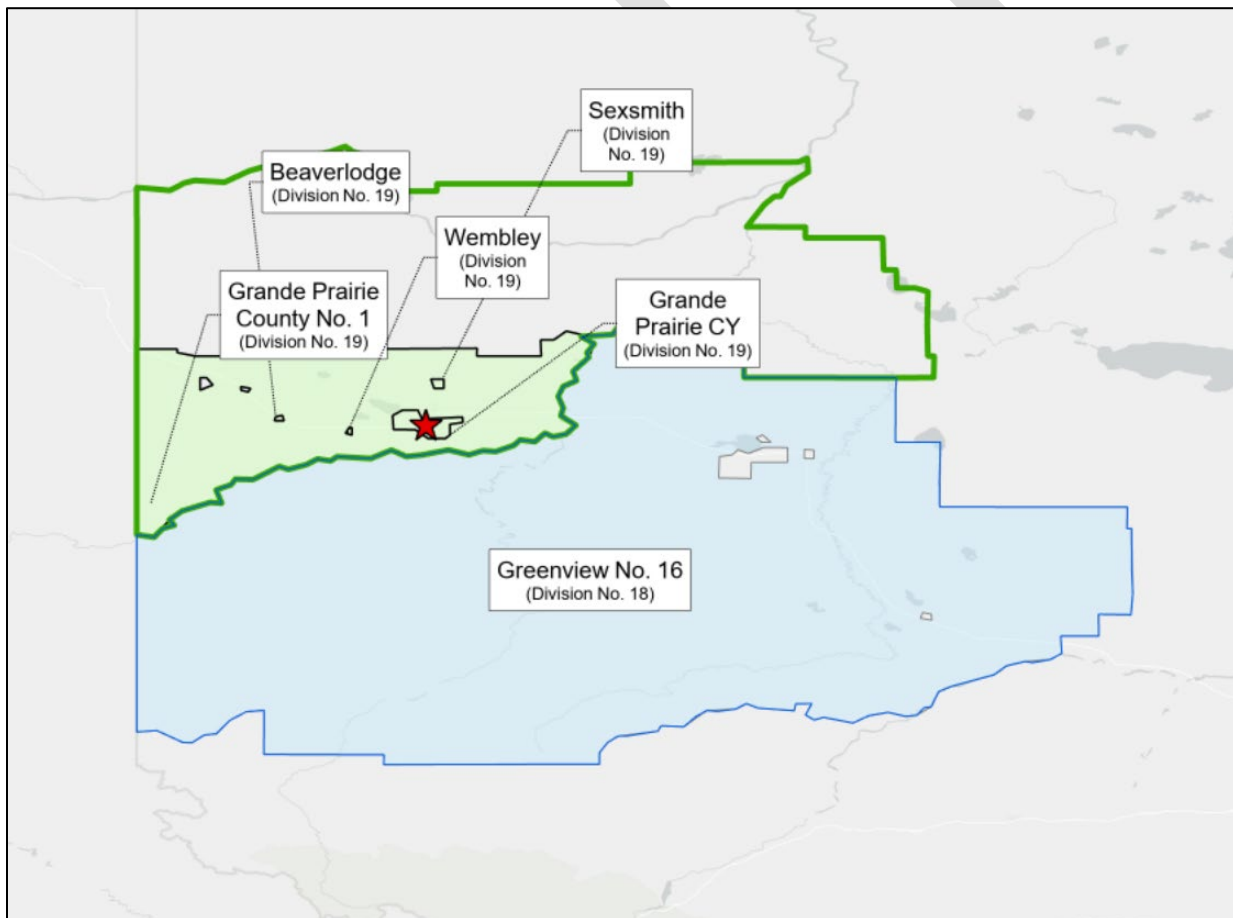 Sexsmith
(Division
No. 19)
Beaverlodge
(Division No. 19)
Wembley
(Division
No. 19)
Grande Prairie
County No. 1
(Division No. 19)
Grande
Prairie CY
(Division No. 19)
Greenview No. 16
(Division No. 18)